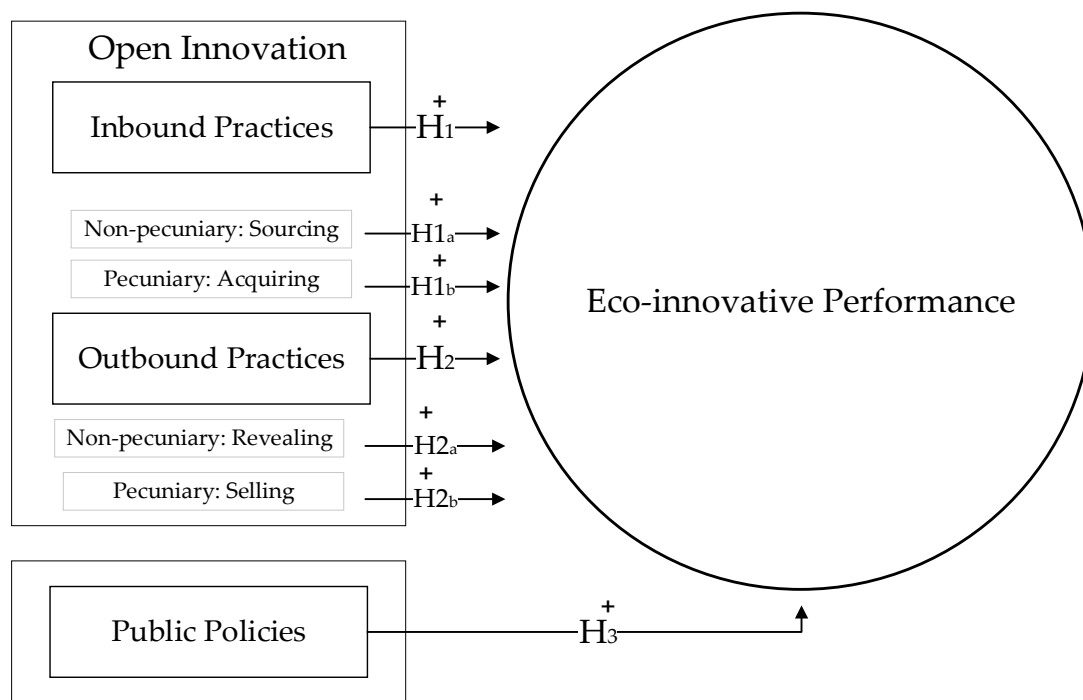 Open Innovation
Inbound Practices
+
H1
Non-pecuniary: Sourcing
+
H1a
Pecuniary: Acquiring
+
H1b
Eco-innovative Performance
Outbound Practices
+
H2
Non-pecuniary: Revealing
+
H2a
Pecuniary: Selling
+
H2b
Public Policies
+
H3